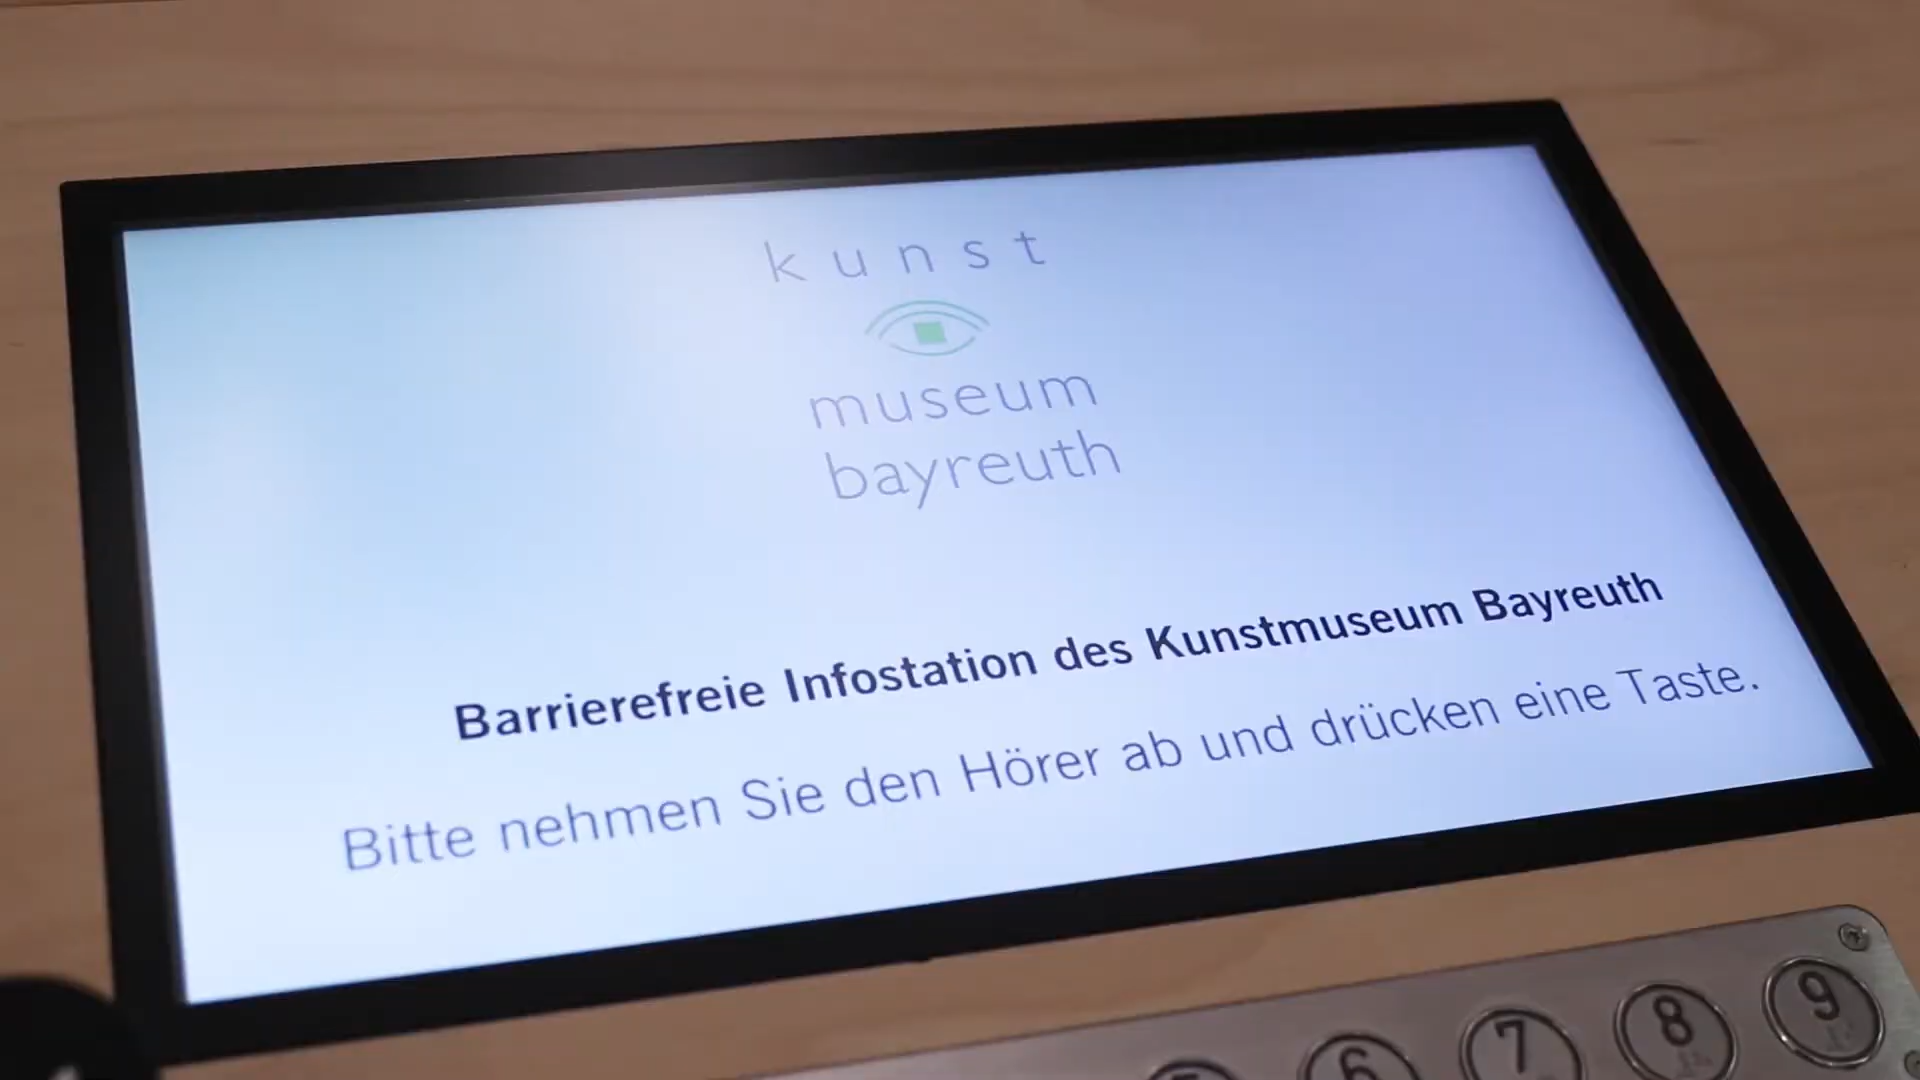 kunst
museum
bayreuth
Barrierefreie Infostation des Kunstmuseum Bayreuth
Bitte nehmen Sie den Hörer ab und drücken eine Taste.
6 7 8 9